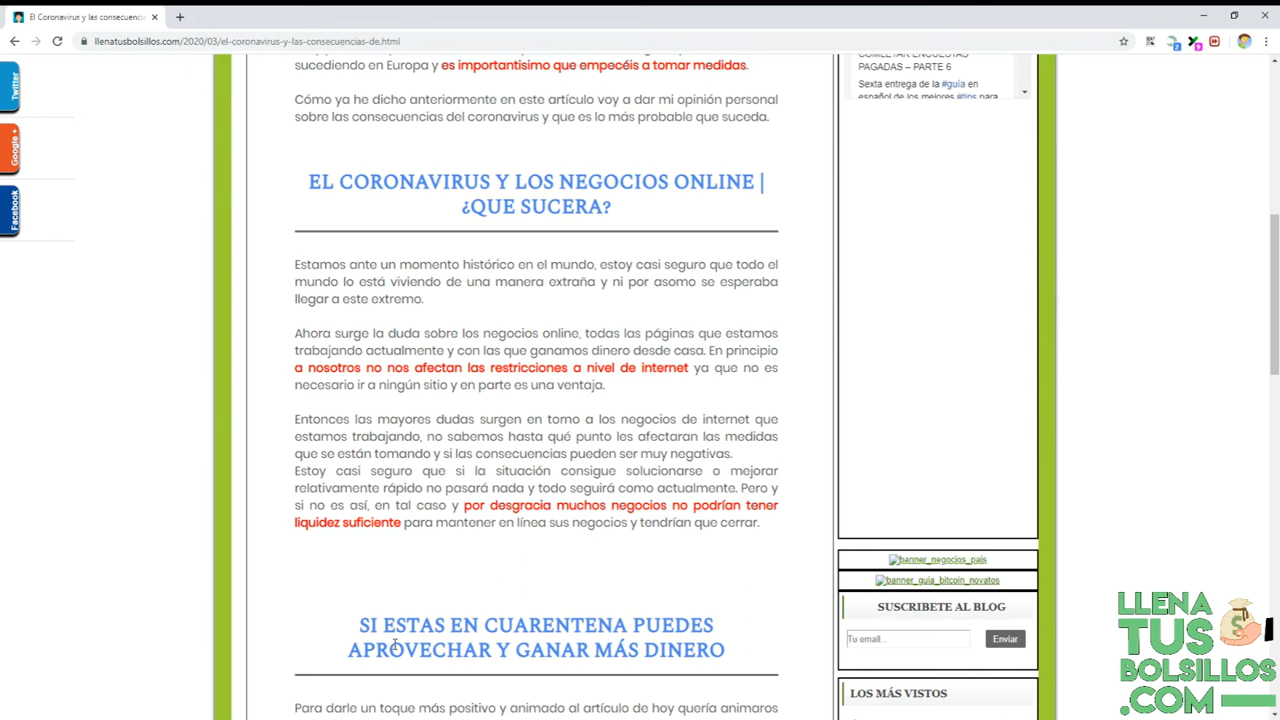 El Coronavirus y las consecuenci
llenatusbolsillos.com/2020/03/el-coronavirus-y-las-consecuencias-de.html
Twitter
Google +
Facebook
sucediendo en Europa y es importantisimo que empecéis a tomar medidas.
Cómo ya he dicho anteriormente en este artículo voy a dar mi opinión personal
sobre las consecuencias del coronavirus y que es lo más probable que suceda.
EL CORONAVIRUS Y LOS NEGOCIOS ONLINE |
¿QUE SUCERA?
Estamos ante un momento histórico en el mundo, estoy casi seguro que todo el
mundo lo está viviendo de una manera extraña y ni por asomo se esperaba
llegar a este extremo.
Ahora surge la duda sobre los negocios online, todas las páginas que estamos
trabajando actualmente y con las que ganamos dinero desde casa. En principio
a nosotros no nos afectan las restricciones a nivel de internet ya que no es
necesario ir a ningún sitio y en parte es una ventaja.
Entonces las mayores dudas surgen en torno a los negocios de internet que
estamos trabajando, no sabemos hasta qué punto les afectaran las medidas
que se están tomando y si las consecuencias pueden ser muy negativas.
Estoy casi seguro que si la situación consigue solucionarse o mejorar
relativamente rápido no pasará nada y todo seguirá como actualmente. Pero y
si no es así, en tal caso y por desgracia muchos negocios no podrían tener
liquidez suficiente para mantener en línea sus negocios y tendrían que cerrar.
SI ESTAS EN CUARENTENA PUEDES
APROVECHAR Y GANAR MÁS DINERO
Para darle un toque más positivo y animado al artículo de hoy quería animaros
PAGADAS – PARTE 6
Sexta entrega de la #guía en
español de los mejores #tips para
banner_negocios_pais
banner_guia_bitcoin_novatos
SUSCRIBETE AL BLOG
Tu email...
Enviar
LOS MÁS VISTOS
LLENA
TUS
BOLSILLOS
.COM